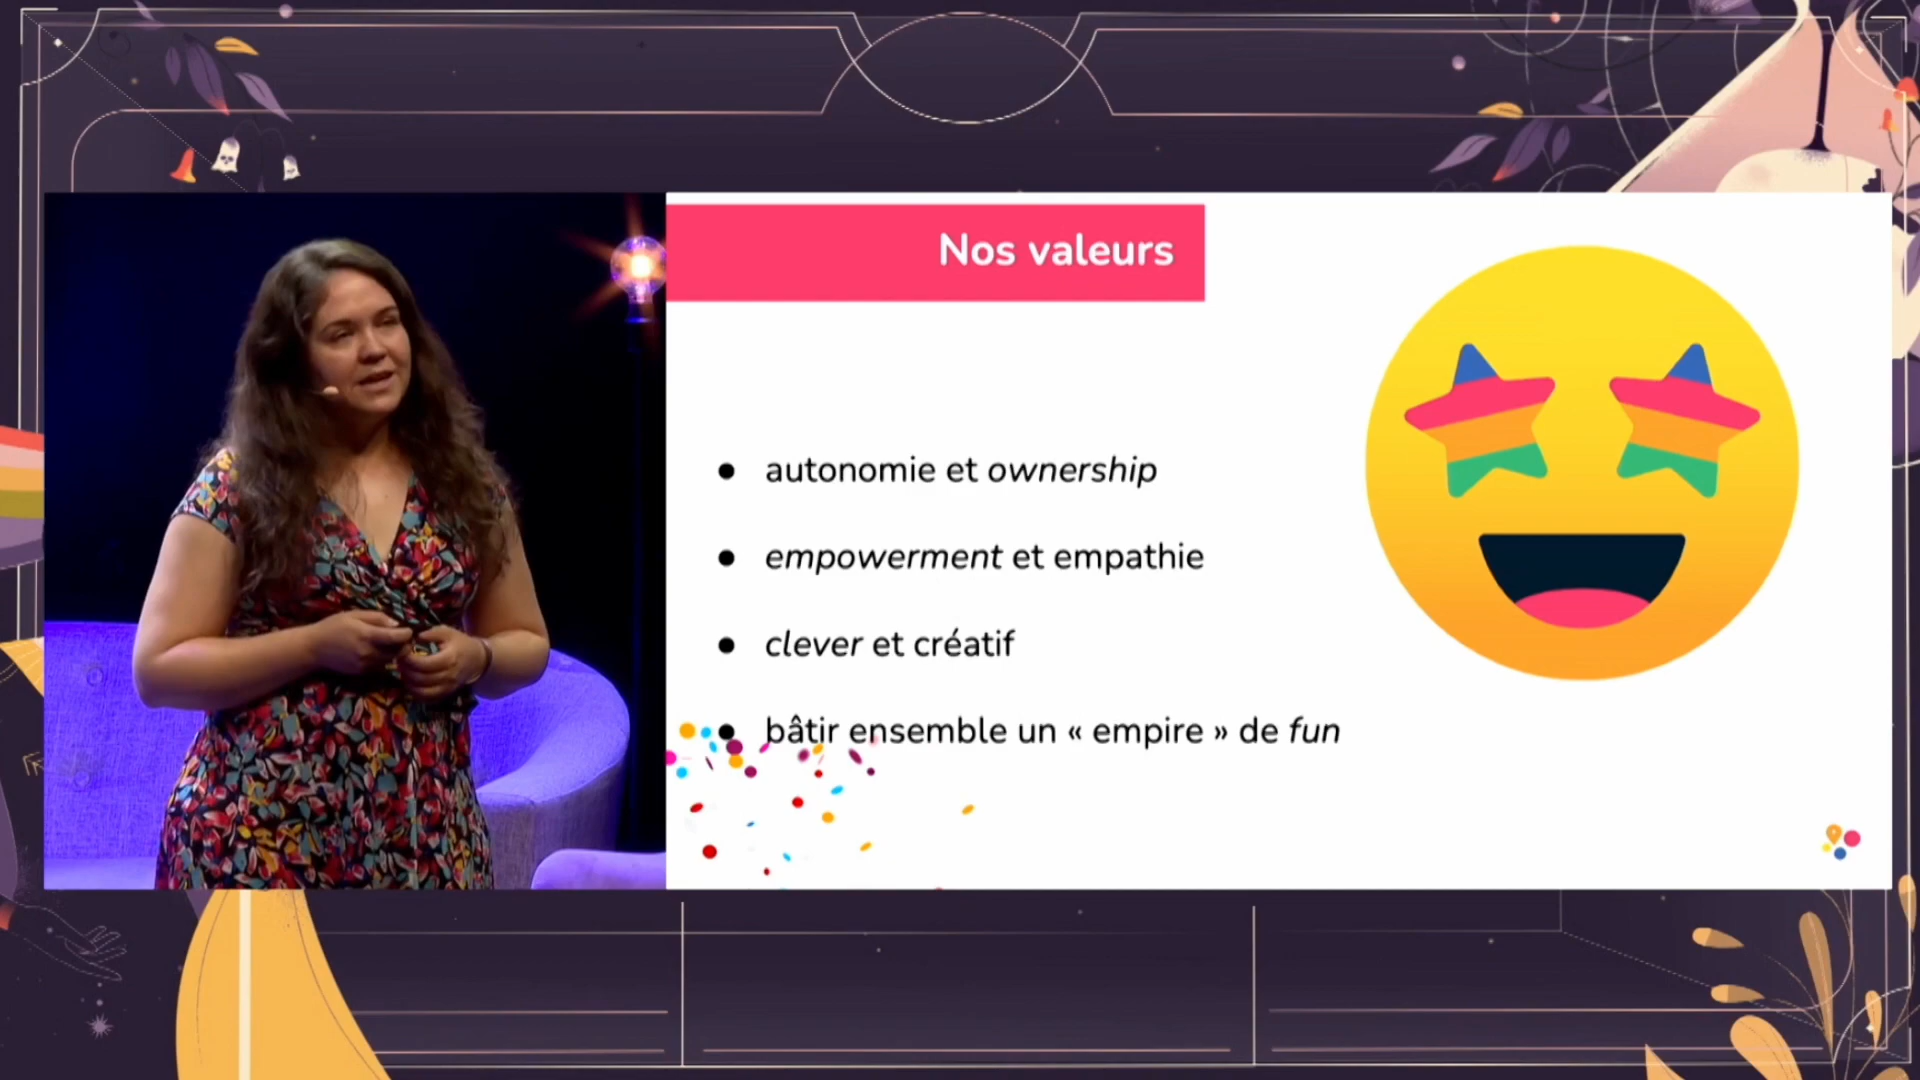 Nos valeurs
autonomie et ownership
empowerment et empathie
clever et créatif
bâtir ensemble un « empire » de fun